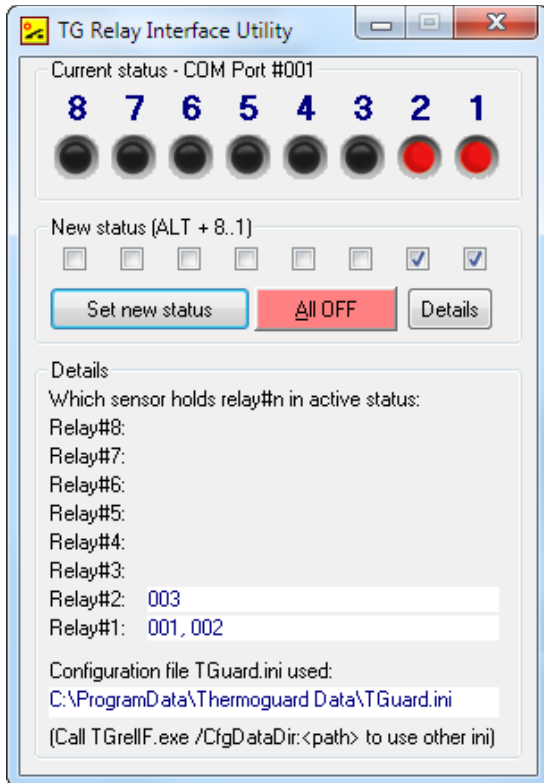 TG Relay Interface Utility
Current status - COM Port #001
8 7 6 5 4 3 2 1
New status (ALT + 8..1)
Set new status All OFF Details
Details
Which sensor holds relay#n in active status:
Relay#8:
Relay#7:
Relay#6:
Relay#5:
Relay#4:
Relay#3:
Relay#2: 003
Relay#1: 001, 002
Configuration file TGuard.ini used:
C:\ProgramData\Thermoguard Data\TGuard.ini
(Call TGrelIF.exe /CfgDataDir:<path> to use other ini)